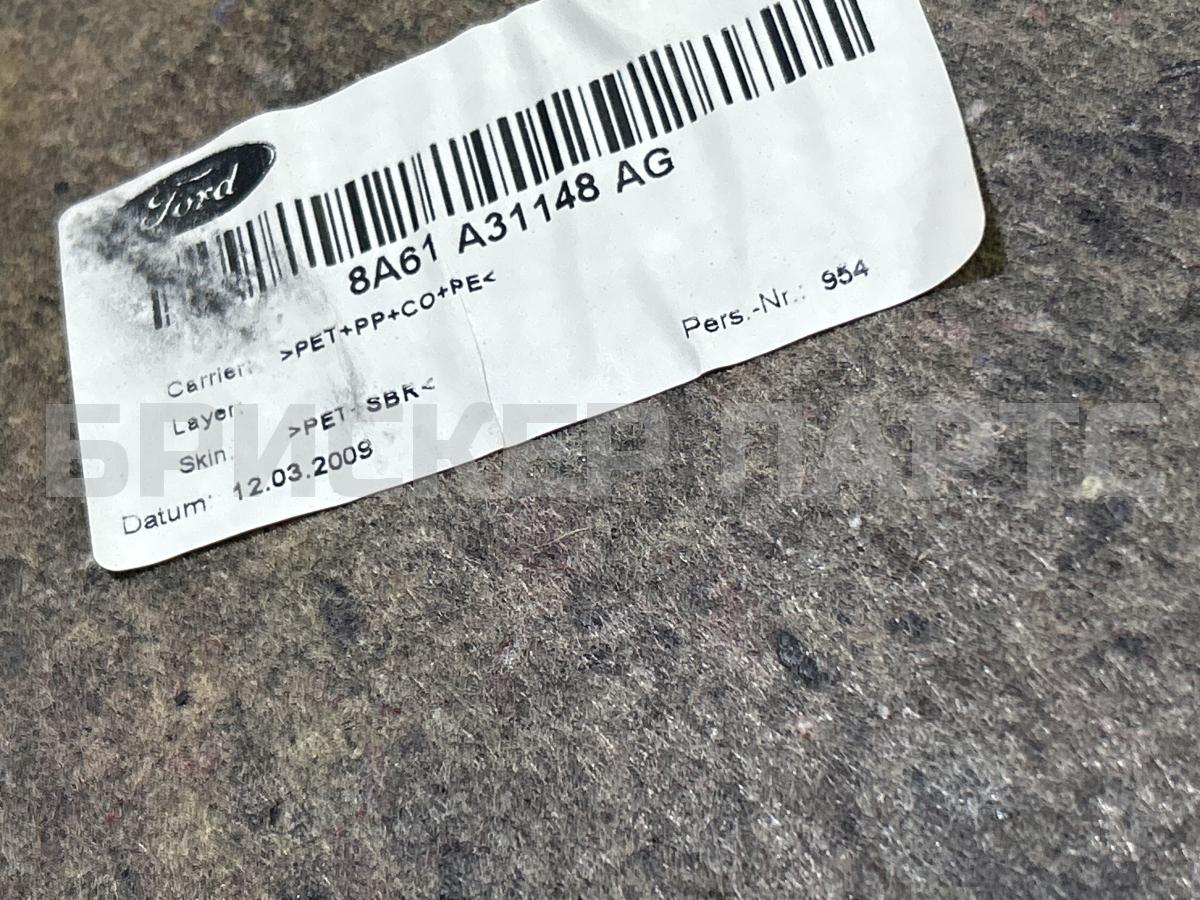 Ford
8A61 A31148 AG
Carrier: >PET+PP+CO+PE<
Layer:
Skin: >PET- SBR<
Datum: 12.03.2009
Pers.-Nr.: 954
БРИСКЕР ПАРТС